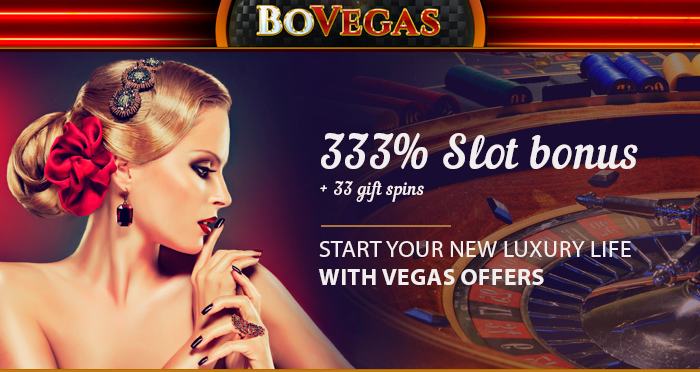 BOVEGAS
333% Slot bonus
+ 33 gift spins
START YOUR NEW LUXURY LIFE
WITH VEGAS OFFERS